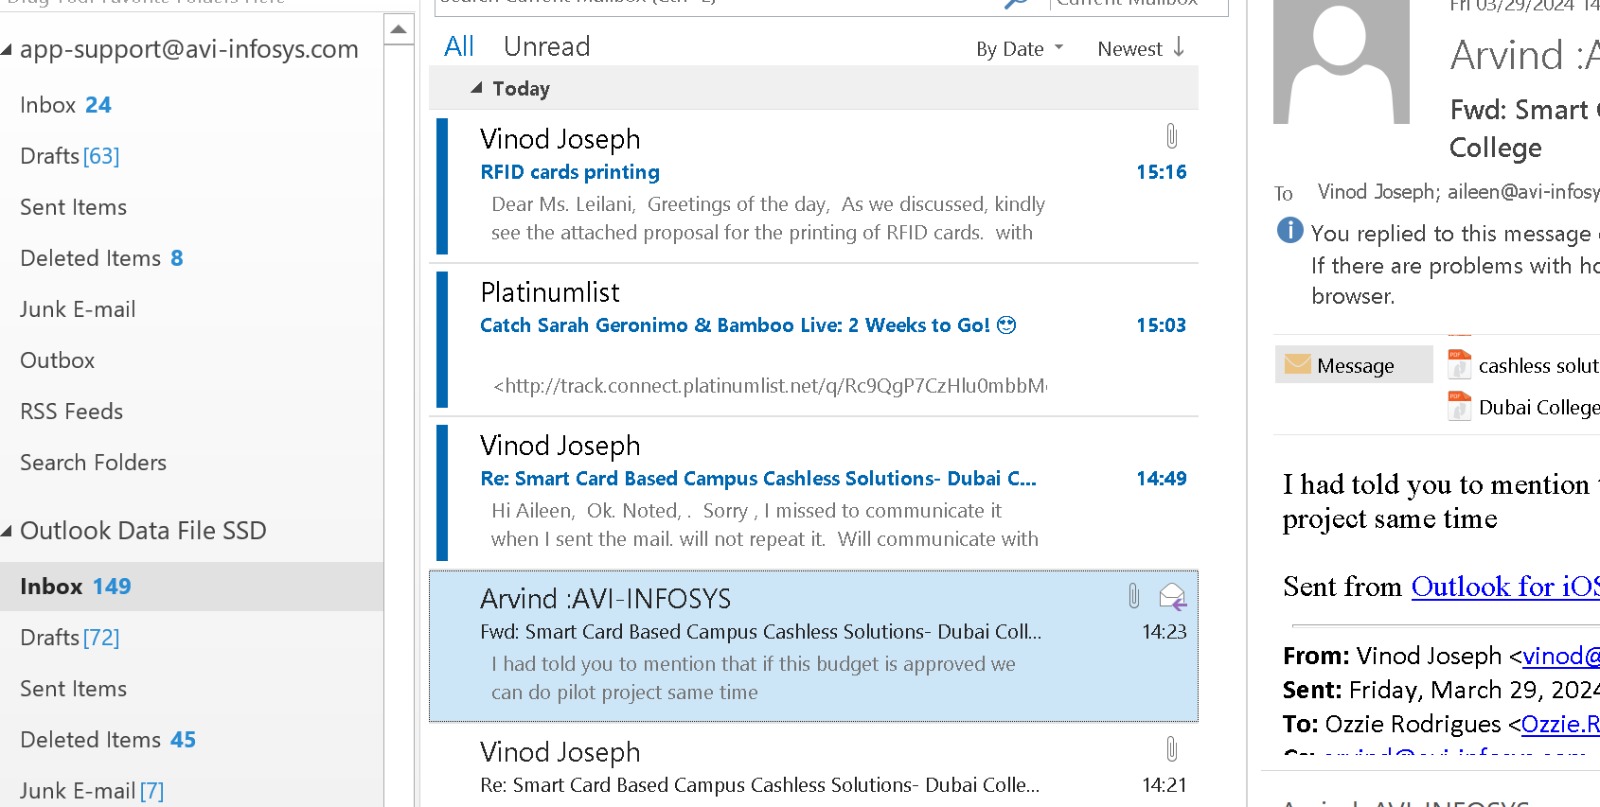 app-support@avi-infosys.com
Inbox 24
Drafts [63]
Sent Items
Deleted Items 8
Junk E-mail
Outbox
RSS Feeds
Search Folders
Outlook Data File SSD
Inbox 149
Drafts [72]
Sent Items
Deleted Items 45
Junk E-mail [7]
All Unread By Date Newest
Today
Vinod Joseph
RFID cards printing 15:16
Dear Ms. Leilani, Greetings of the day, As we discussed, kindly
see the attached proposal for the printing of RFID cards. with
Platinumlist
Catch Sarah Geronimo & Bamboo Live: 2 Weeks to Go! 😍 15:03
<http://track.connect.platinumlist.net/q/Rc9QgP7CzHlu0mbbM
Vinod Joseph
Re: Smart Card Based Campus Cashless Solutions- Dubai C... 14:49
Hi Aileen, Ok. Noted, . Sorry , I missed to communicate it
when I sent the mail. will not repeat it. Will communicate with
Arvind :AVI-INFOSYS
Fwd: Smart Card Based Campus Cashless Solutions- Dubai Coll... 14:23
I had told you to mention that if this budget is approved we
can do pilot project same time
Vinod Joseph
Re: Smart Card Based Campus Cashless Solutions- Dubai Colle... 14:21
Fri 03/29/2024 14
Arvind :A
Fwd: Smart
College
To Vinod Joseph; aileen@avi-infosy
You replied to this message
If there are problems with ho
browser.
Message
cashless solut
Dubai College
I had told you to mention
project same time
Sent from Outlook for iOS
From: Vinod Joseph <vinod@
Sent: Friday, March 29, 2024
To: Ozzie Rodrigues <Ozzie.R